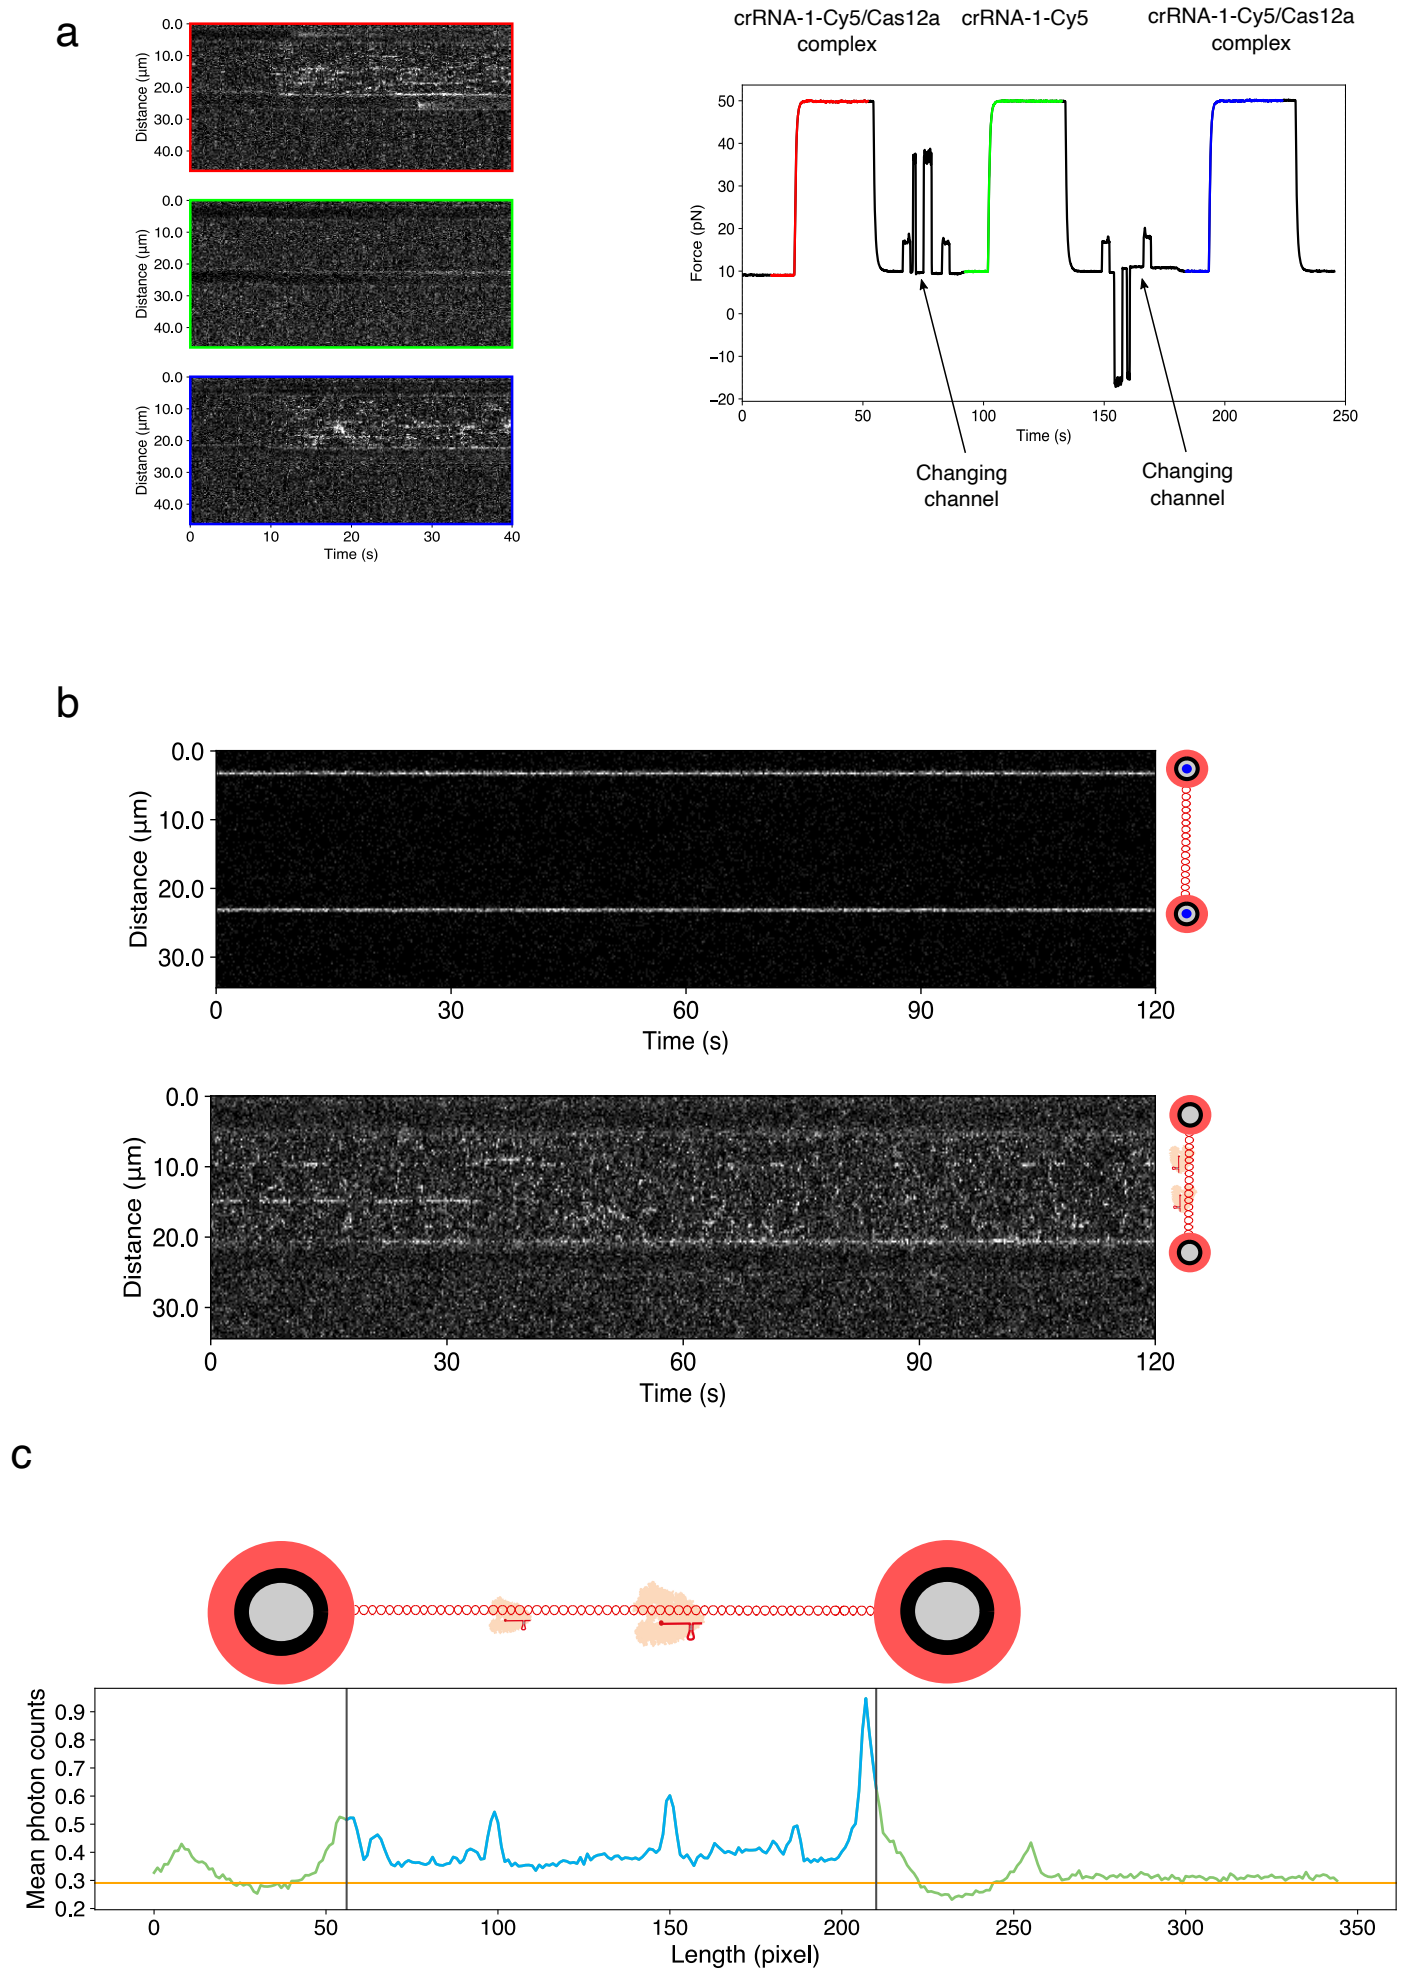 a
crRNA-1-Cy5/Cas12a
complex
crRNA-1-Cy5
crRNA-1-Cy5/Cas12a
complex
0.0
10.0
20.0
30.0
40.0
Distance (µm)
0.0
10.0
20.0
30.0
40.0
Distance (µm)
0.0
10.0
20.0
30.0
40.0
Distance (µm)
0 10 20 30 40
Time (s)
50
40
50
20
10
0
−10
−20
Force (pN)
0 50 100 150 200 250
Time (s)
Changing
channel
Changing
channel
b
0.0
10.0
20.0
30.0
Distance (µm)
0 30 60 90 120
Time (s)
0.0
10.0
20.0
30.0
Distance (µm)
0 30 60 90 120
Time (s)
c
0.9
0.8
0.7
0.6
0.5
0.4
0.3
0.2
Mean photon counts
0 50 100 150 200 250 300 350
Length (pixel)